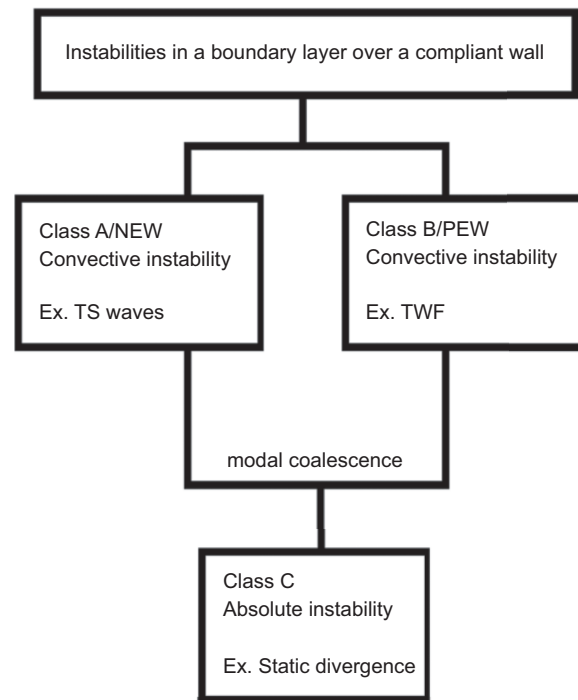 Instabilities in a boundary layer over a compliant wall
Class A/NEW
Convective instability
Ex. TS waves
Class B/PEW
Convective instability
Ex. TWF
modal coalescence
Class C
Absolute instability
Ex. Static divergence